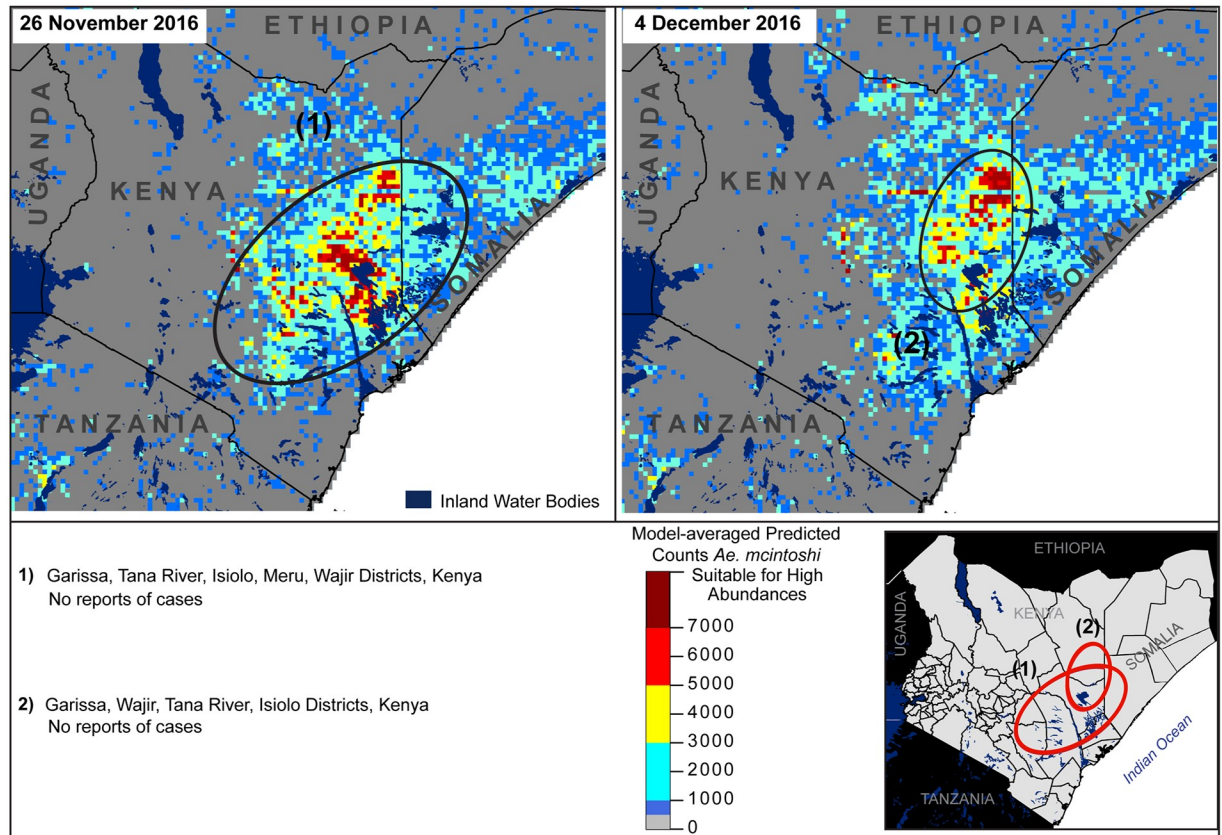 26 November 2016
ETHIOPIA
UGANDA
KENYA
SOMALIA
TANZANIA
(1)
Inland Water Bodies
4 December 2016
ETHIOPIA
UGANDA
KENYA
SOMALIA
TANZANIA
(2)
1) Garissa, Tana River, Isiolo, Meru, Wajir Districts, Kenya
No reports of cases
2) Garissa, Wajir, Tana River, Isiolo Districts, Kenya
No reports of cases
Model-averaged Predicted
Counts Ae. mcintoshi
Suitable for High
Abundances
7000
6000
5000
4000
3000
2000
1000
0
ETHIOPIA
UGANDA
KENYA
(2)
SOMALIA
(1)
Indian Ocean
TANZANIA